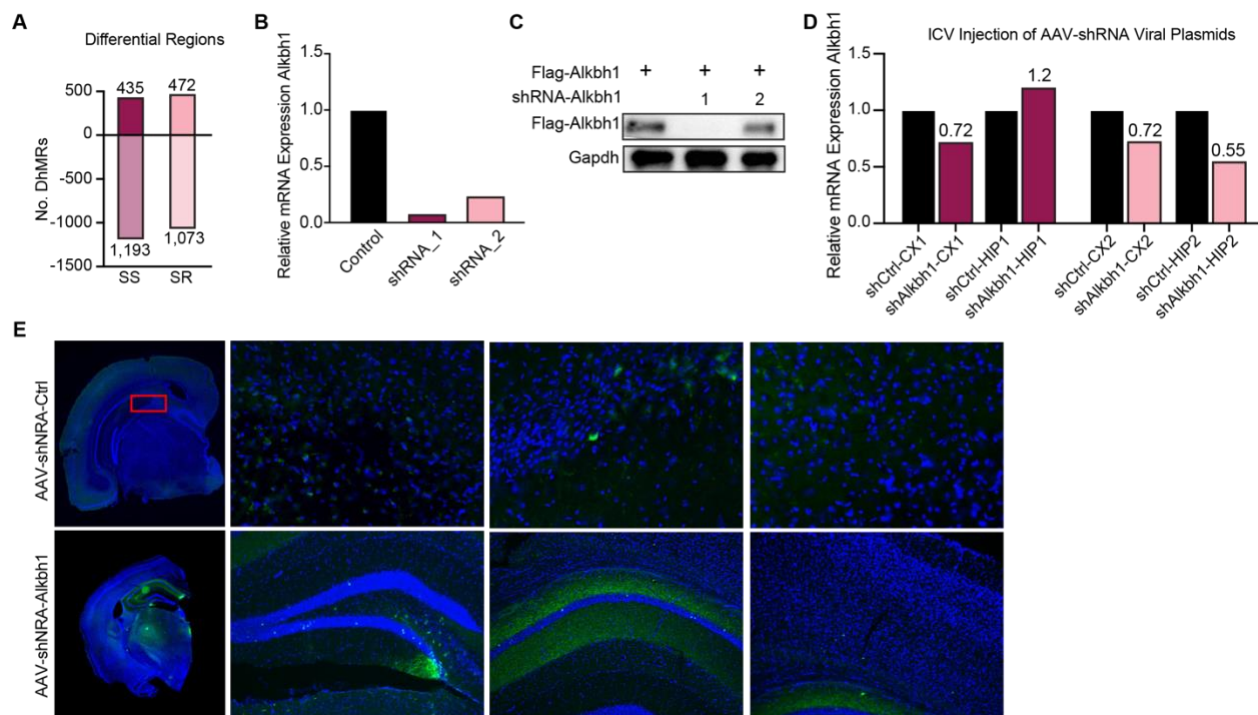 A
Differential Regions
435
472
500
0
-500
-1000
-1500
No. DhMRs
1,193
1,073
SS
SR
B
Relative mRNA Expression Alkbh1
1.5
1.0
0.5
0.0
Control
shRNA_1
shRNA_2
C
Flag-Alkbh1 + + +
shRNA-Alkbh1 1 2
Flag-Alkbh1
Gapdh
D
ICV Injection of AAV-shRNA Viral Plasmids
Relative mRNA Expression Alkbh1
1.5
1.0
0.5
0.0
0.72
1.2
0.72
0.55
shCtrl-CX1
shAlkbh1-CX1
shCtrl-HIP1
shAlkbh1-HIP1
shCtrl-CX2
shAlkbh1-CX2
shCtrl-HIP2
shAlkbh1-HIP2
E
AAV-shNRA-Ctrl
AAV-shNRA-Alkbh1